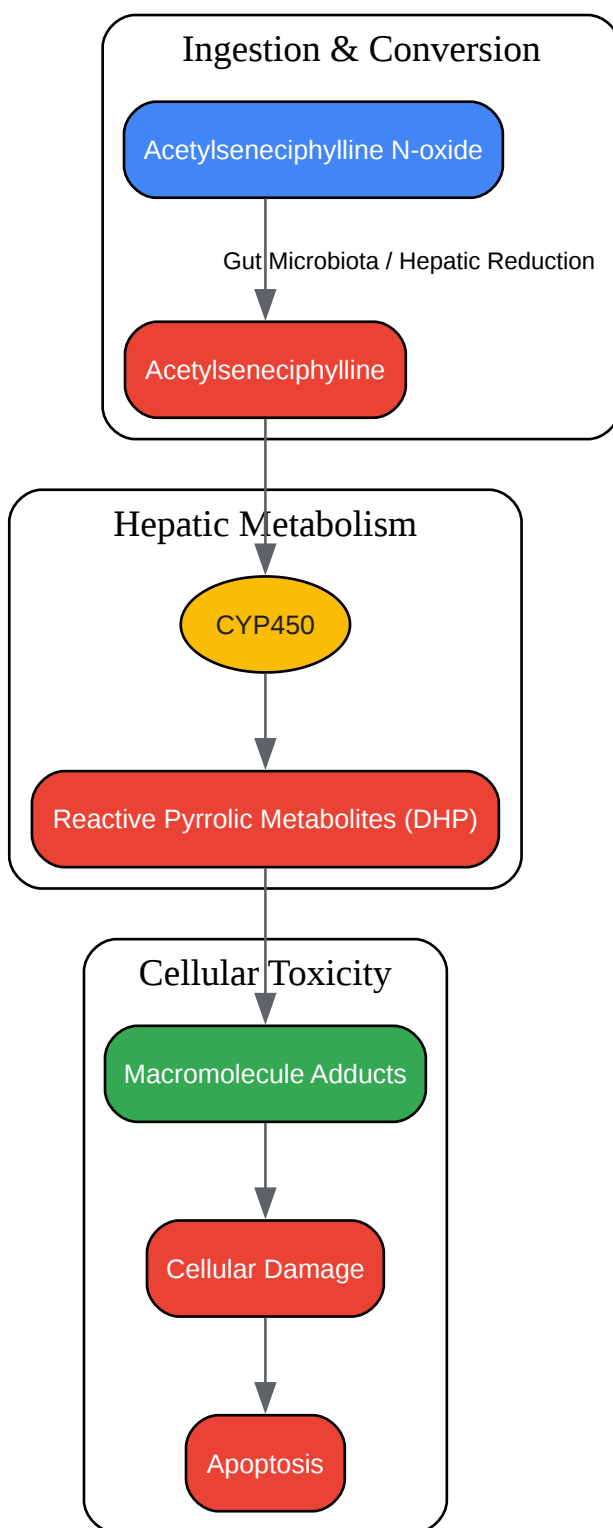 Ingestion & Conversion
Acetylseneciphylline N-oxide
Gut Microbiota / Hepatic Reduction
Acetylseneciphylline
Hepatic Metabolism
CYP450
Reactive Pyrrolic Metabolites (DHP)
Cellular Toxicity
Macromolecule Adducts
Cellular Damage
Apoptosis